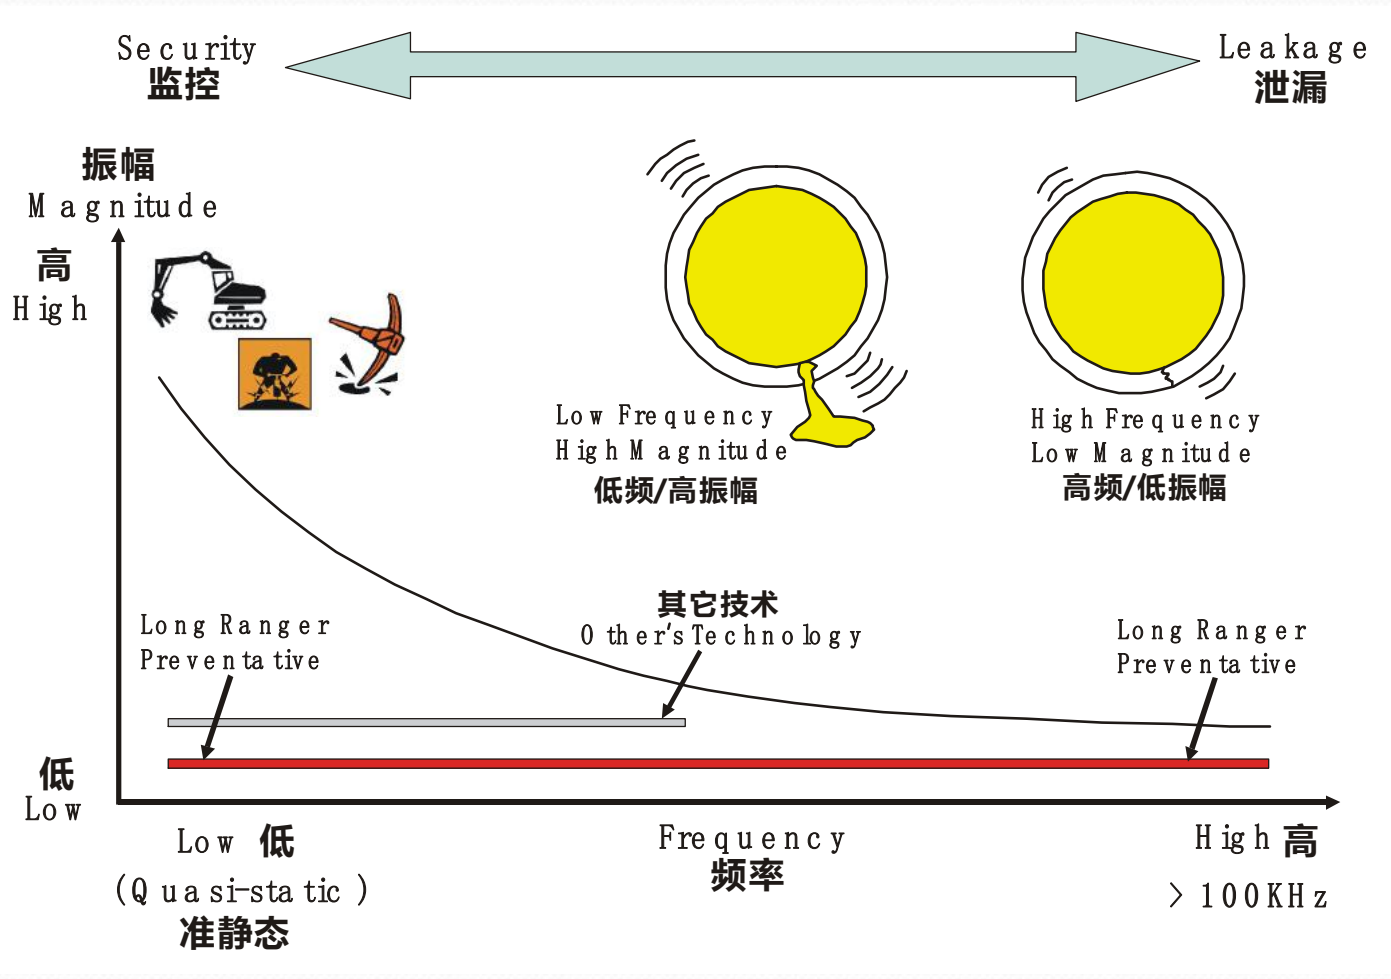 Security
监控
Leakage
泄漏
振幅
Magnitude
高
High
Low Frequency
High Magnitude
低频/高振幅
High Frequency
Low Magnitude
高频/低振幅
其它技术
Other's Technology
Long Ranger
Preventative
Long Ranger
Preventative
低
Low
Low 低
(Quasi-static)
准静态
Frequency
频率
High 高
>100KHz